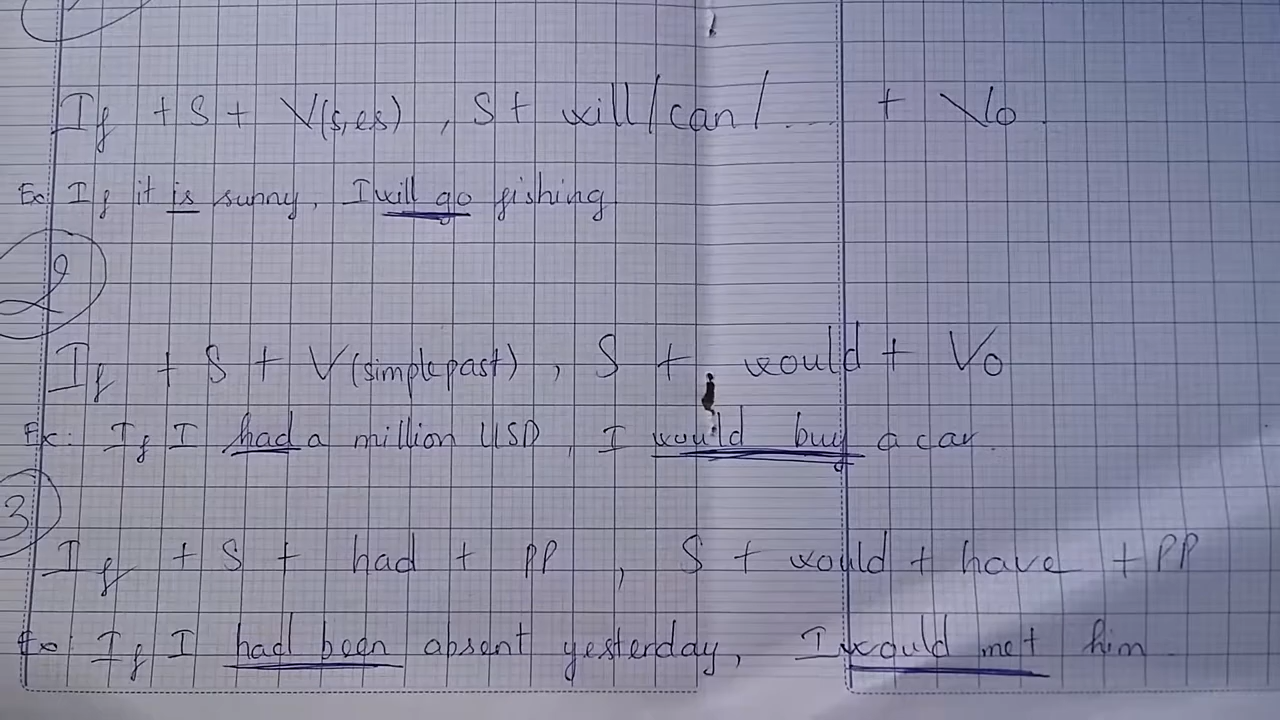 If + S + V(s,es) , S + will/can/.... + Vo.
Ex: If it is sunny, I will go fishing
2
If + S + V(simple past) , S + would + Vo
Ex: If I had a million USD, I would buy a car.
3
If + S + had + PP , S + would + have + PP
Ex: If I had been absent yesterday, I would met him.